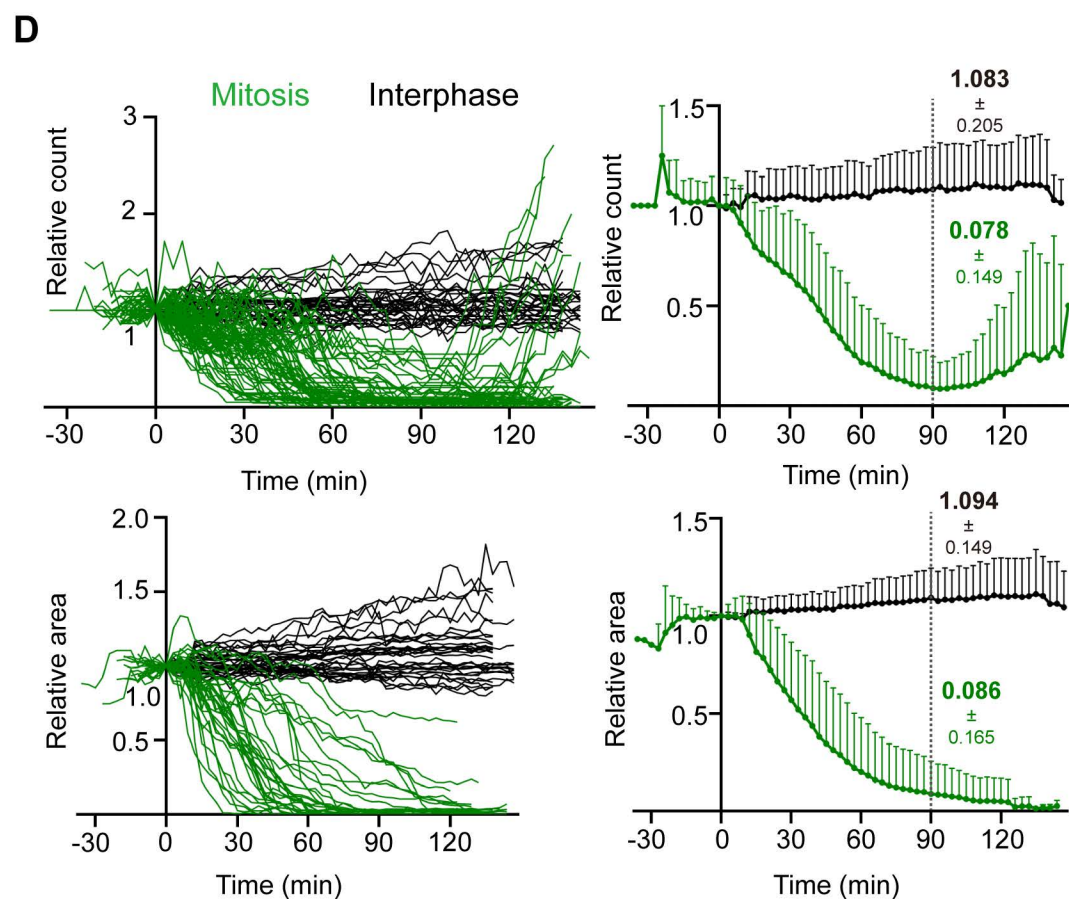 D
Mitosis Interphase
Relative count
3
2
1
-30 0 30 60 90 120
Time (min)
Relative count
1.5
1.0
0.5
1.083
±
0.205
0.078
±
0.149
-30 0 30 60 90 120
Time (min)
Relative area
2.0
1.5
1.0
0.5
-30 0 30 60 90 120
Time (min)
Relative area
1.5
1.0
0.5
1.094
±
0.149
0.086
±
0.165
-30 0 30 60 90 120
Time (min)